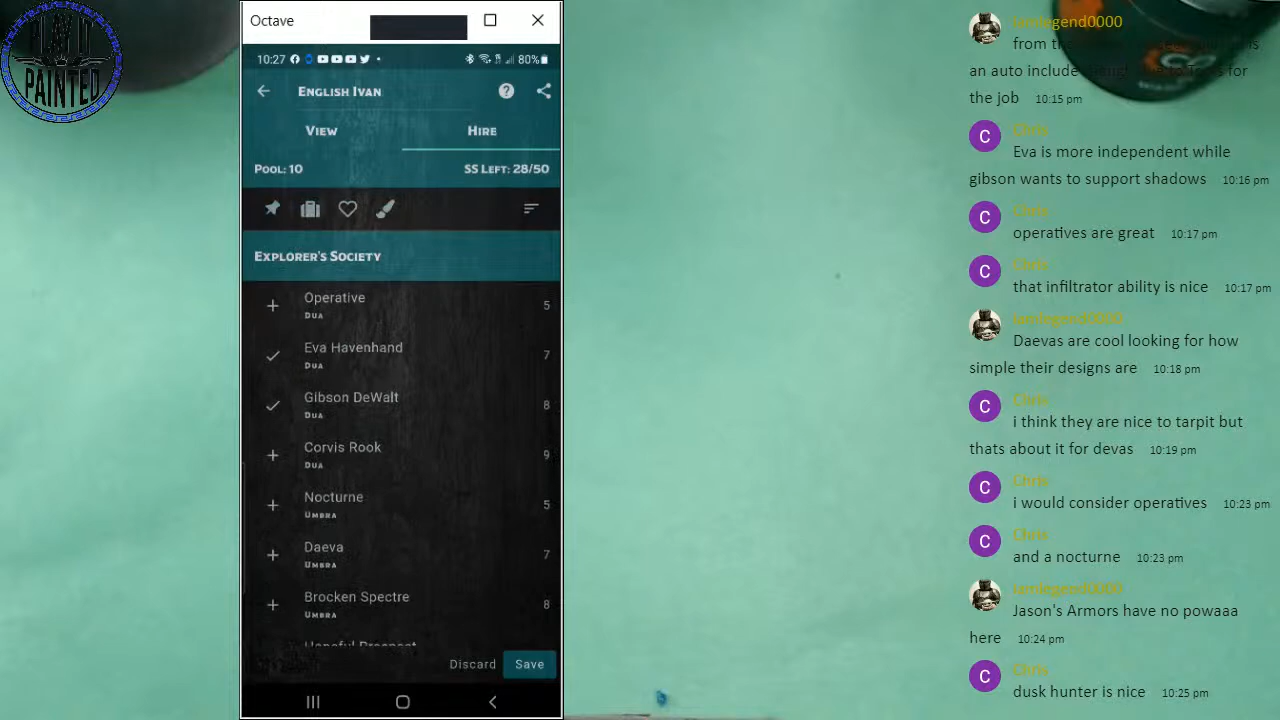 PLAY IT
PAINTED
Octave
10:27
80%
English Ivan
View
Hire
Pool: 10
SS Left: 28/50
Explorer's Society
Operative
Dua
5
Eva Havenhand
Dua
7
Gibson DeWalt
Dua
8
Corvis Rook
Dua
9
Nocturne
Umbra
5
Daeva
Umbra
7
Brocken Spectre
Umbra
8
Hopeful Prospect
Discard
Save
iamlegend0000
from the
is
an auto include
for
the job 10:15 pm
C Chris
Eva is more independent while
gibson wants to support shadows 10:16 pm
C Chris
operatives are great 10:17 pm
C Chris
that infiltrator ability is nice 10:17 pm
iamlegend0000
Daevas are cool looking for how
simple their designs are 10:18 pm
C Chris
i think they are nice to tarpit but
thats about it for devas 10:19 pm
C Chris
i would consider operatives 10:23 pm
C Chris
and a nocturne 10:23 pm
iamlegend0000
Jason's Armors have no powaaa
here 10:24 pm
C Chris
dusk hunter is nice 10:25 pm